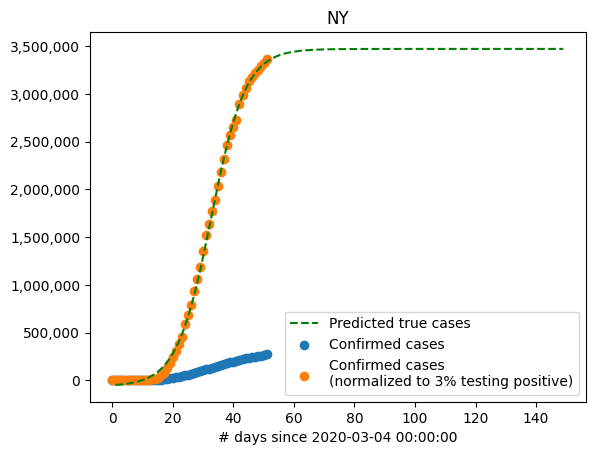 NY
3,500,000
3,000,000
2,500,000
2,000,000
1,500,000
1,000,000
500,000
0
Predicted true cases
Confirmed cases
Confirmed cases
(normalized to 3% testing positive)
0 20 40 60 80 100 120 140
# days since 2020-03-04 00:00:00